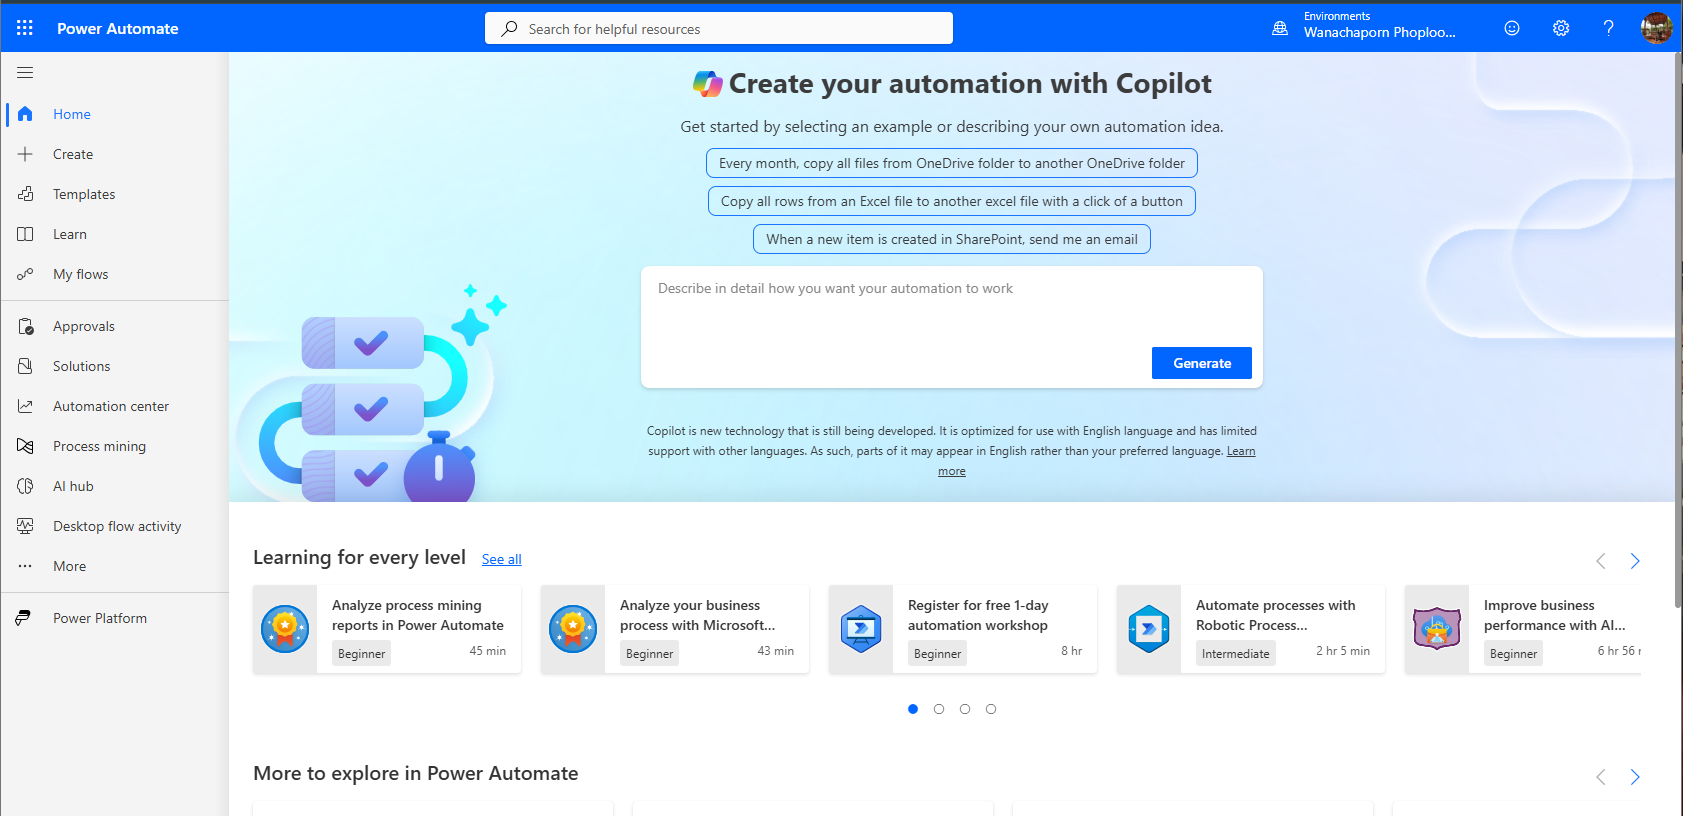 Power Automate
Search for helpful resources
Environments
Wanachaporn Phoploo...
Home
Create
Templates
Learn
My flows
Approvals
Solutions
Automation center
Process mining
AI hub
Desktop flow activity
More
Power Platform
Create your automation with Copilot
Get started by selecting an example or describing your own automation idea.
Every month, copy all files from OneDrive folder to another OneDrive folder
Copy all rows from an Excel file to another excel file with a click of a button
When a new item is created in SharePoint, send me an email
Describe in detail how you want your automation to work
Generate
Copilot is new technology that is still being developed. It is optimized for use with English language and has limited
support with other languages. As such, parts of it may appear in English rather than your preferred language. Learn
more
Learning for every level See all
Analyze process mining
reports in Power Automate
Beginner 45 min
Analyze your business
process with Microsoft...
Beginner 43 min
Register for free 1-day
automation workshop
Beginner 8 hr
Automate processes with
Robotic Process...
Intermediate 2 hr 5 min
Improve business
performance with AI...
Beginner 6 hr 56
More to explore in Power Automate